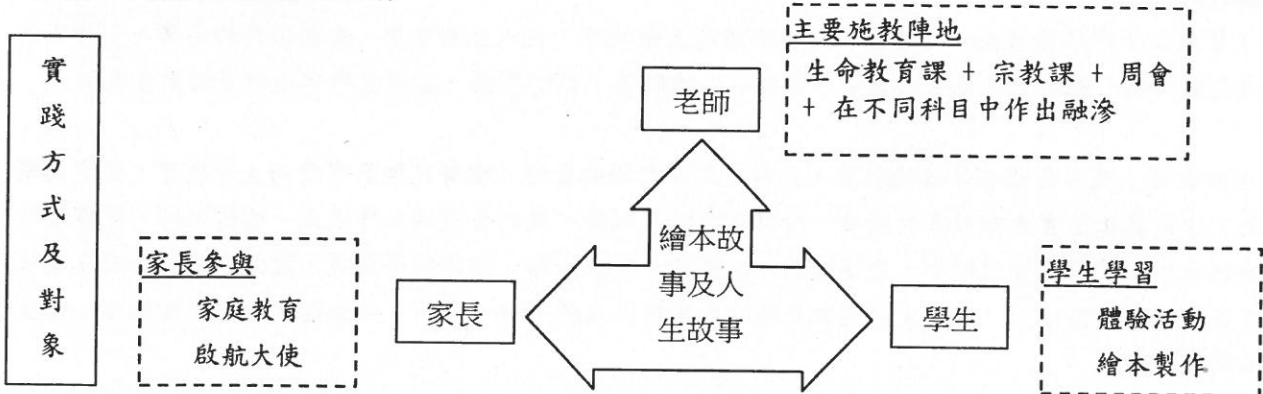 實踐方式及對象
主要施教陣地
生命教育課 + 宗教課 + 周會
+ 在不同科目中作出融滲
老師
繪本故
事及人
生故事
家長參與
家庭教育
啟航大使
家長
學生
學生學習
體驗活動
繪本製作